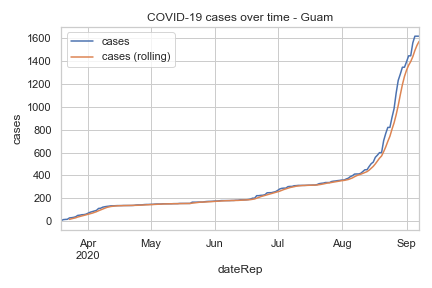 COVID-19 cases over time - Guam
cases
cases (rolling)
1600
1400
1200
1000
800
600
400
200
0
cases
Apr
2020
May
Jun
Jul
Aug
Sep
dateRep